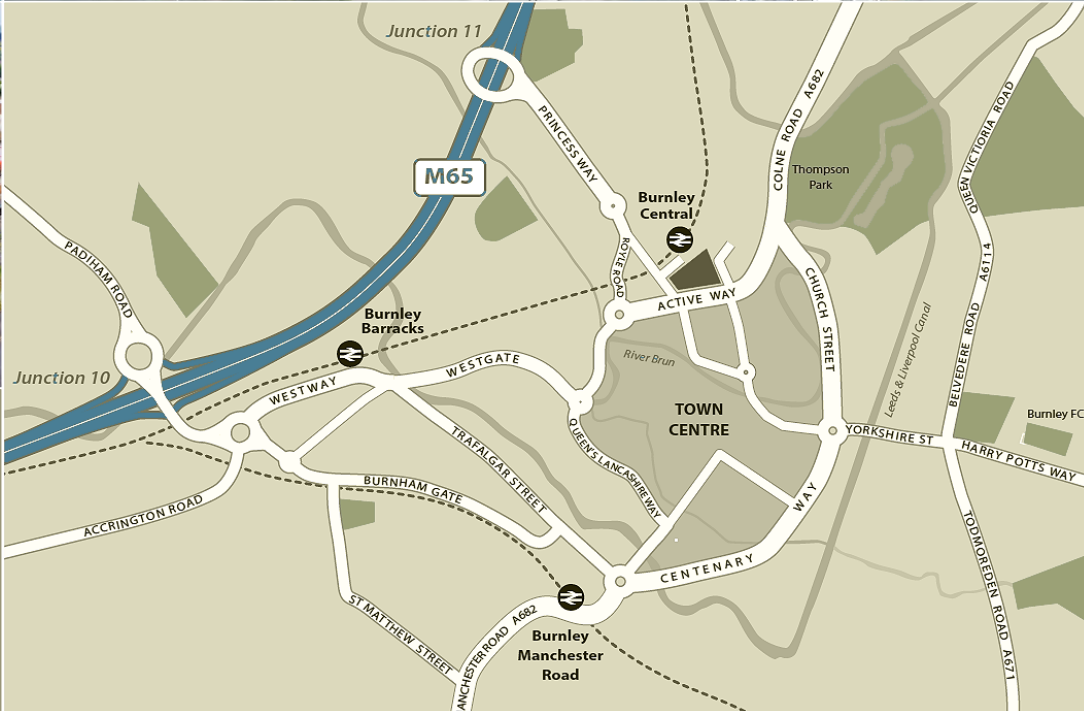 Junction 11
PRINCESS WAY
COLNE ROAD A682
QUEEN VICTIORIA ROAD
M65
Thompson
Park
Burnley
Central
PADIHAM ROAD
ROYLE ROAD
A6114
ACTIVE WAY
CHURCH STREET
Burnley
Barracks
Leeds & Liverpool Canal
BELVEDERE ROAD
River Brun
WESTGATE
Junction 10
WESTWAY
TOWN
CENTRE
Burnley FC
YORKSHIRE ST
HARRY POTTS WAY
QUEEN'S LANCASHIRE WAY
TRAFALGAR STREET
BURNHAM GATE
ACCRINGTON ROAD
CENTENARY WAY
TODMOREDEN ROAD A671
ST MATTHEW STREET
ANCHESTER ROAD A682
Burnley
Manchester
Road